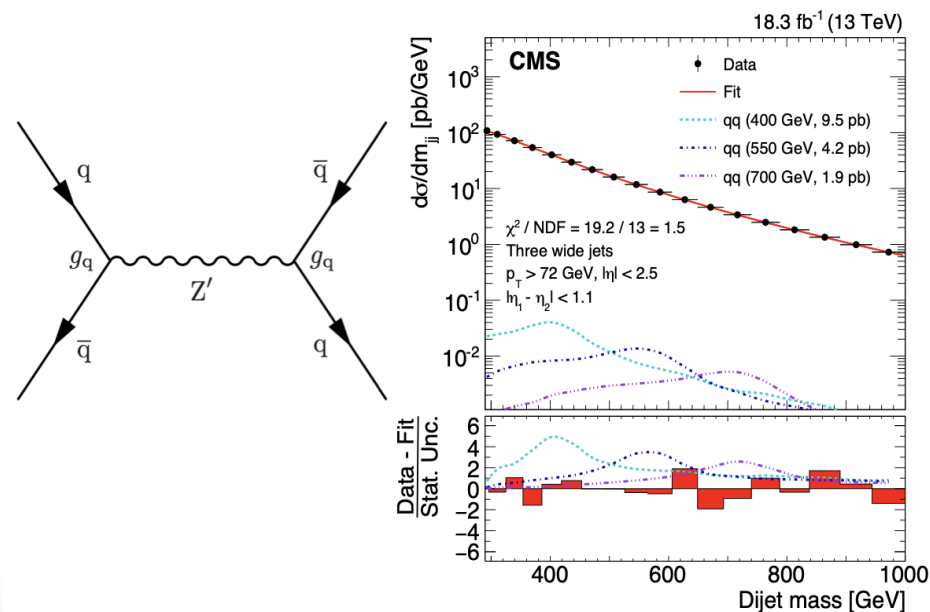 q
q̅
g_q
Z′
g_q
q̅
q
18.3 fb⁻¹ (13 TeV)
CMS
Data
Fit
qq (400 GeV, 9.5 pb)
qq (550 GeV, 4.2 pb)
qq (700 GeV, 1.9 pb)
dσ/dm_jj [pb/GeV]
10³
10²
10¹
10⁰
10⁻¹
10⁻²
χ² / NDF = 19.2 / 13 = 1.5
Three wide jets
p_T > 72 GeV, |η| < 2.5
|η₁ - η₂| < 1.1
Data - Fit
Stat. Unc.
6
4
2
0
−2
−4
−6
400
600
800
1000
Dijet mass [GeV]